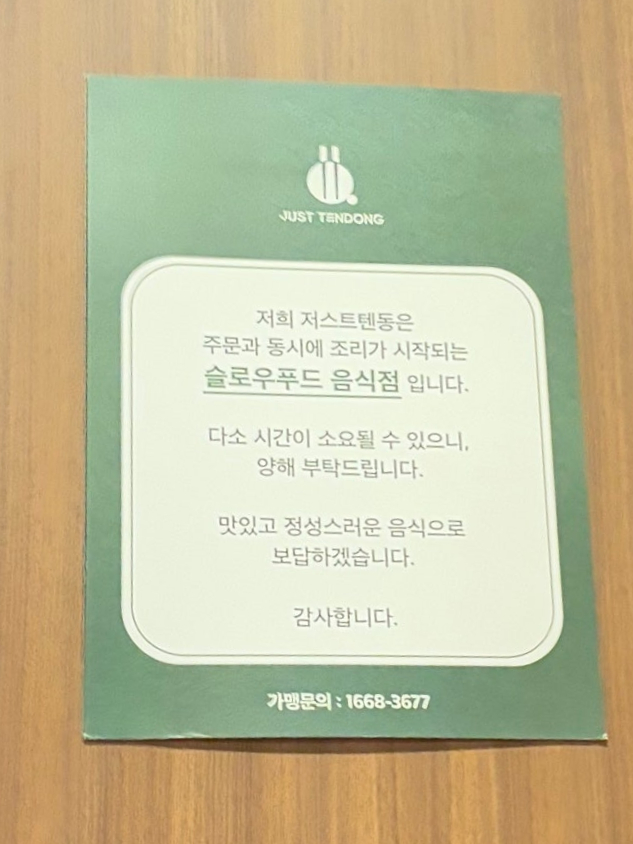 JUST TENDONG
저희 저스트텐동은
주문과 동시에 조리가 시작되는
슬로우푸드 음식점 입니다.
다소 시간이 소요될 수 있으니,
양해 부탁드립니다.
맛있고 정성스러운 음식으로
보답하겠습니다.
감사합니다.
가맹문의 : 1668-3677